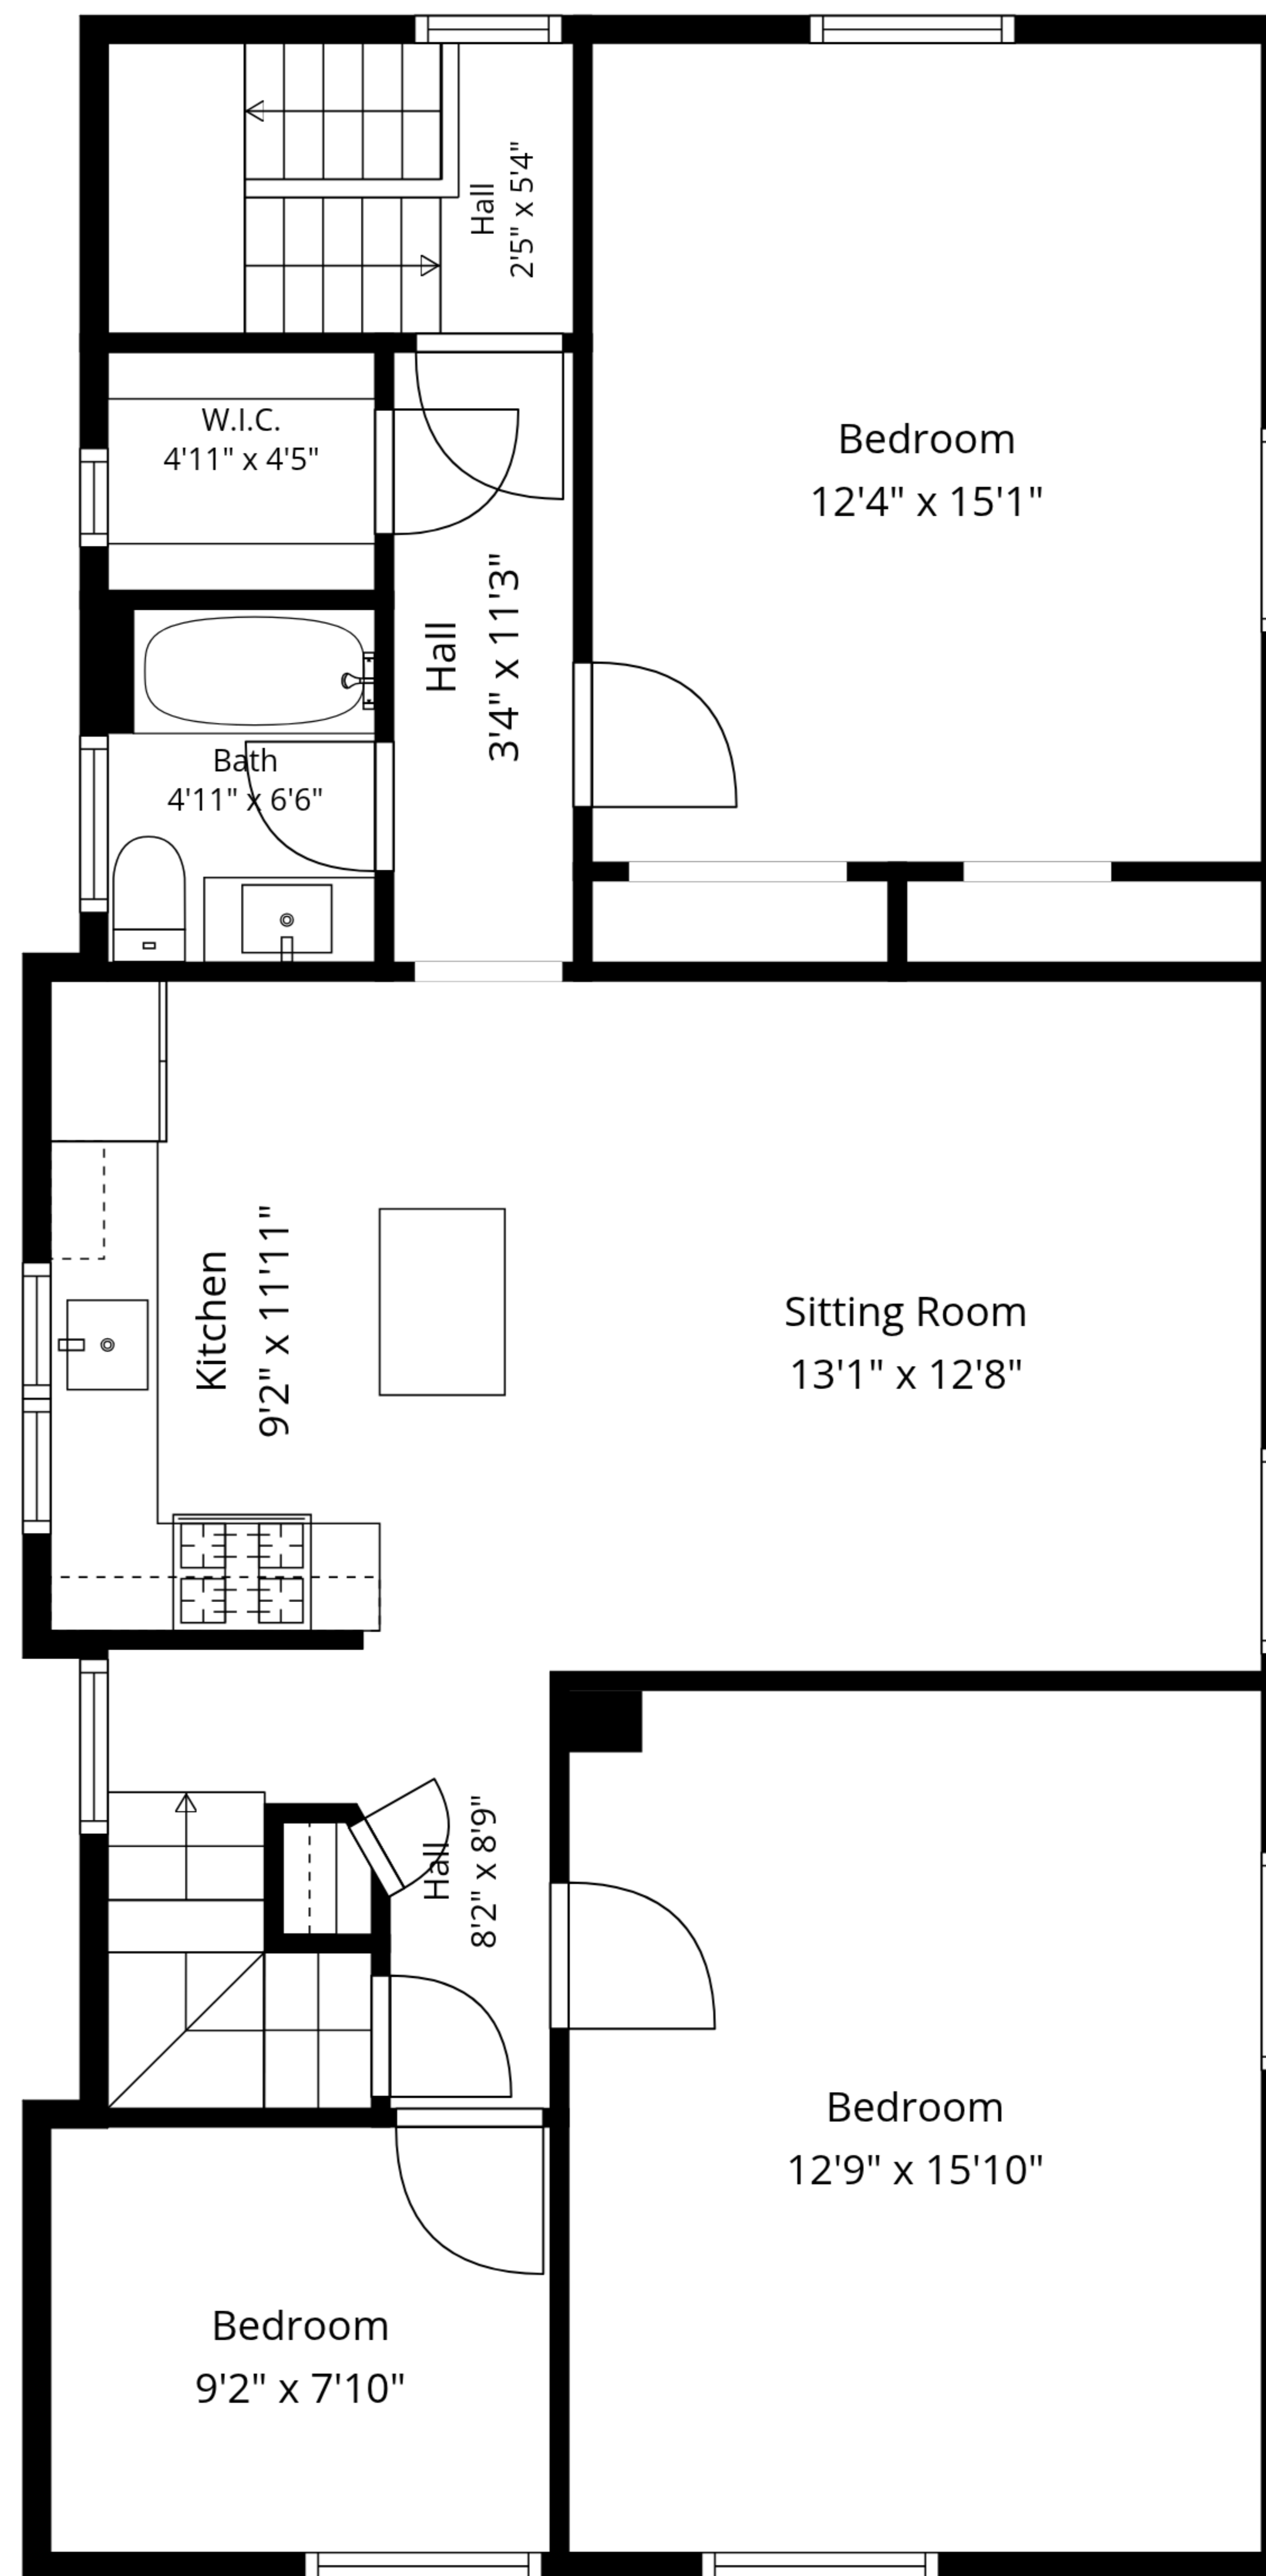 Hall
2'5" x 5'4"
W.I.C.
4'11" x 4'5"
Bedroom
12'4" x 15'1"
Hall
3'4" x 11'3"
Bath
4'11" x 6'6"
Kitchen
9'2" x 11'11"
Sitting Room
13'1" x 12'8"
Hall
8'2" x 8'9"
Bedroom
12'9" x 15'10"
Bedroom
9'2" x 7'10"